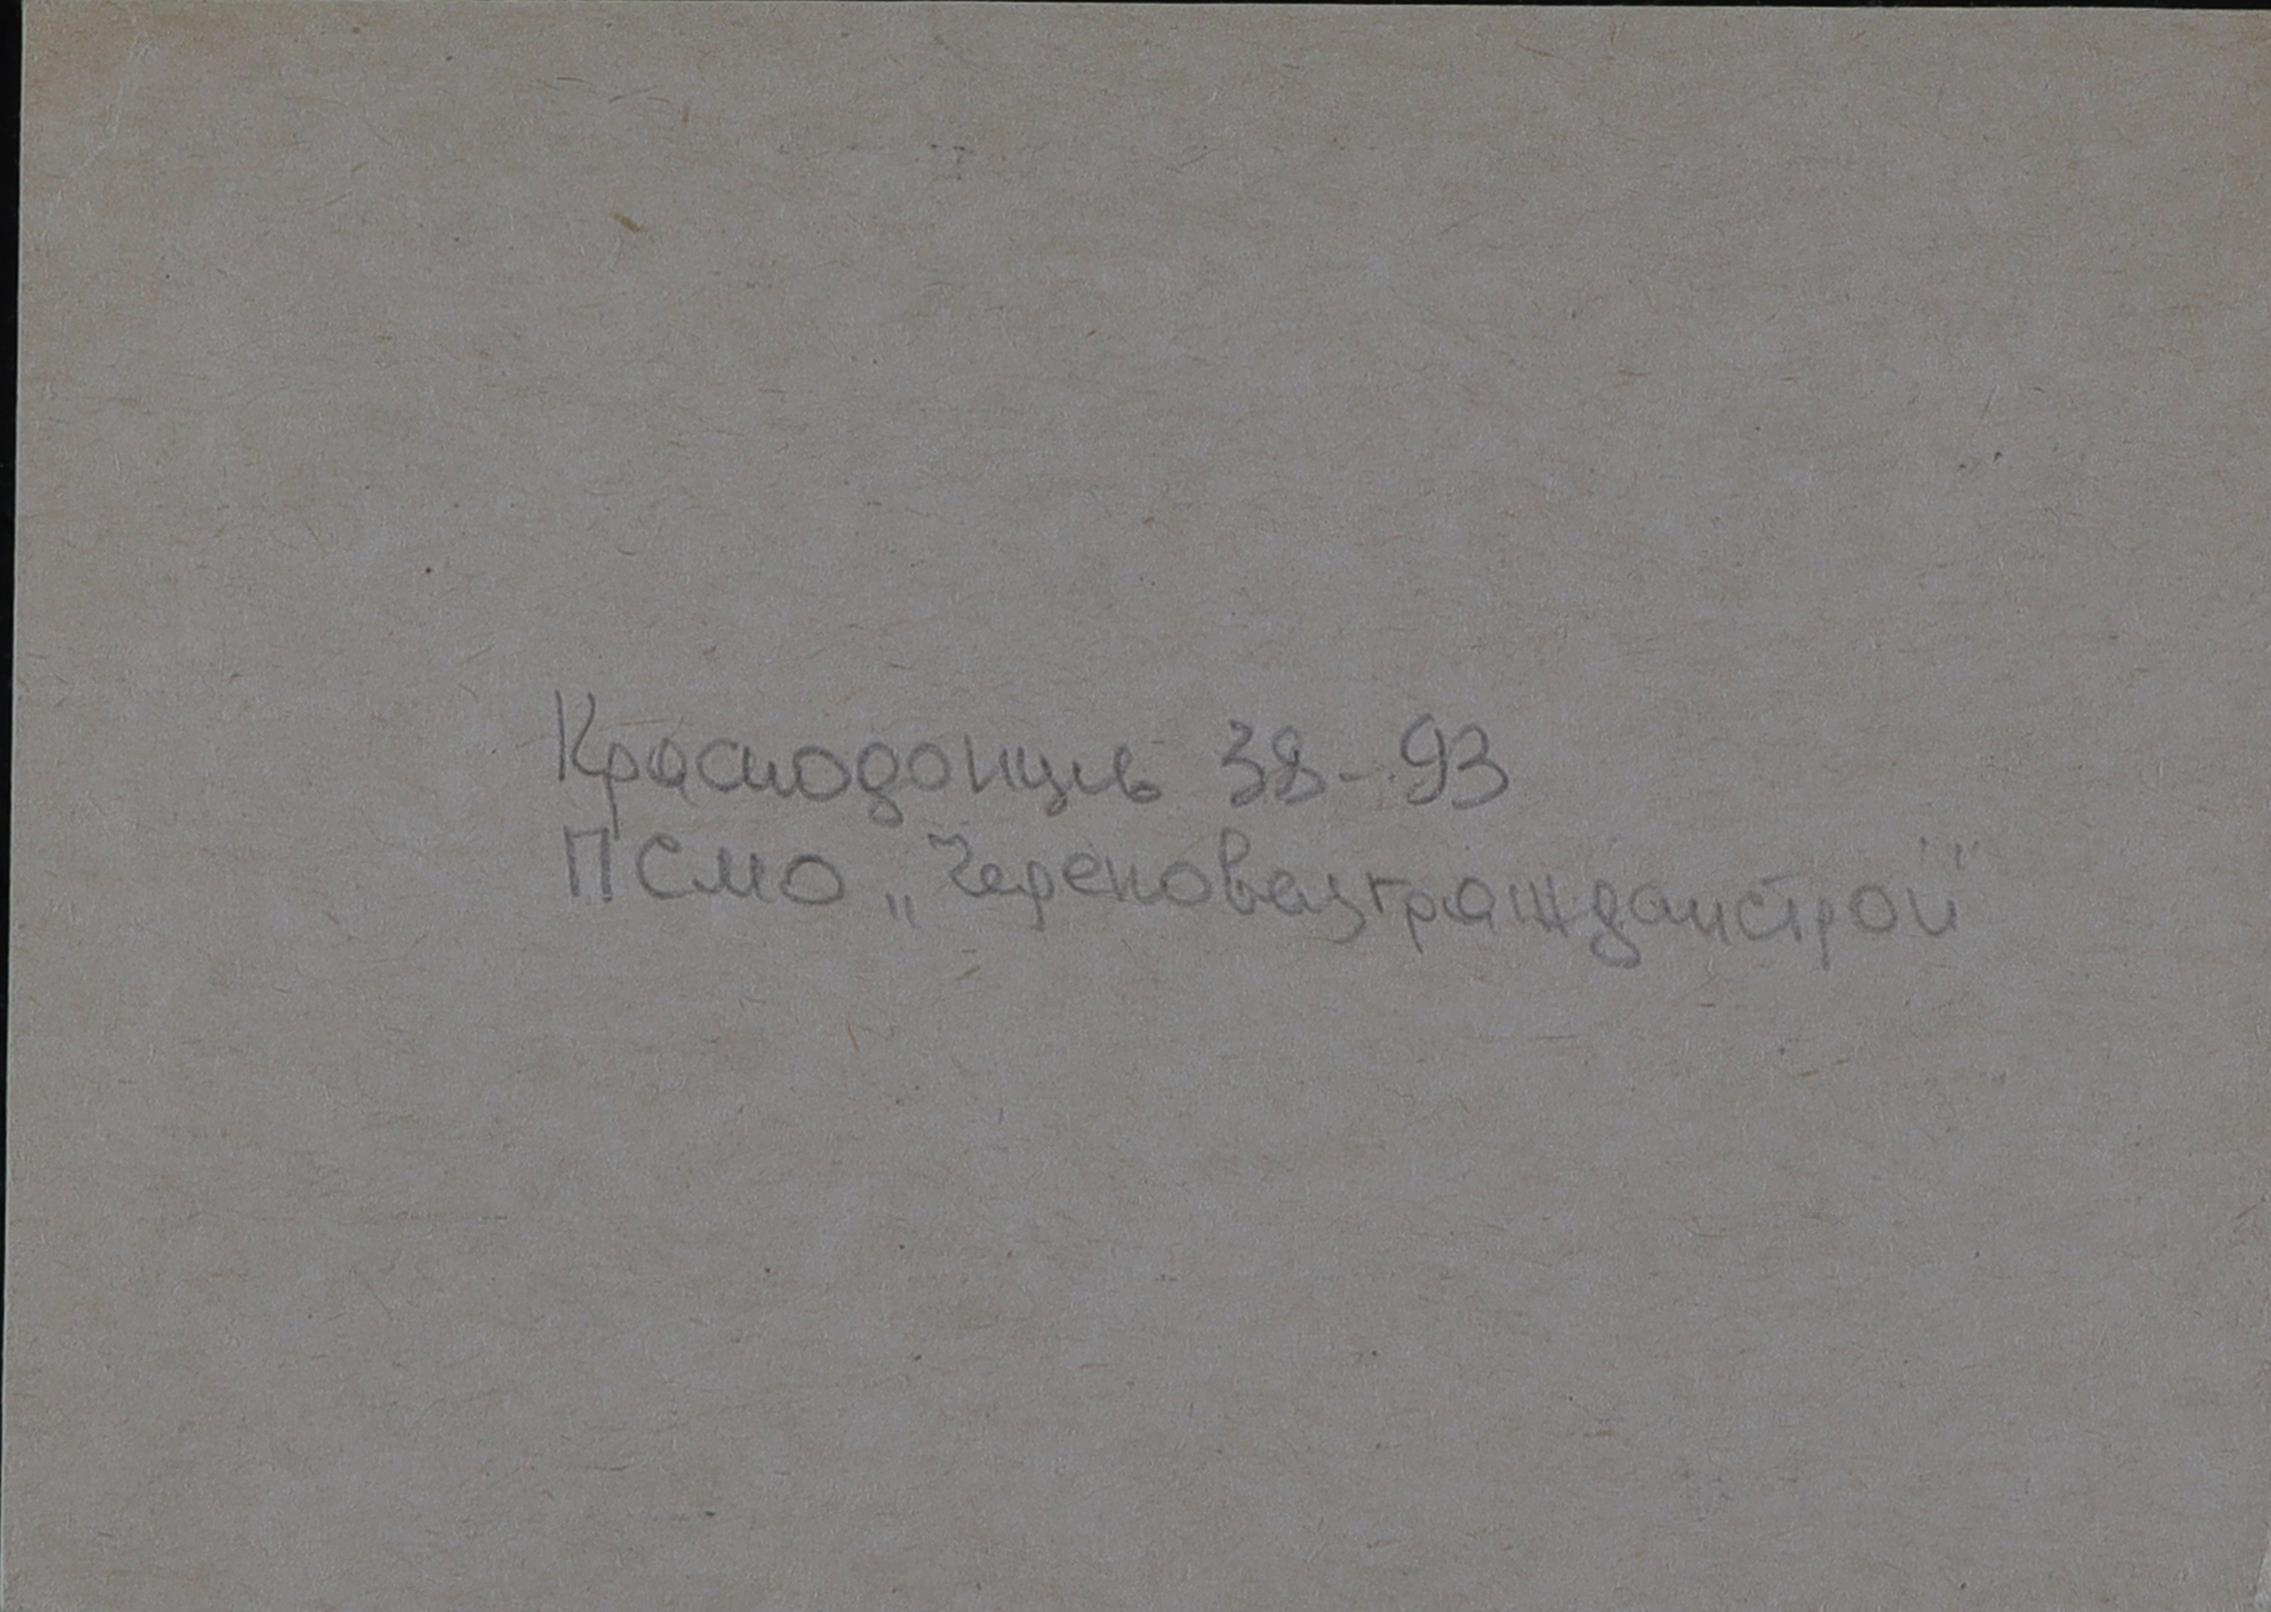 Краснодонцев 38-93
ПСМО „Череповецгражданстрой"